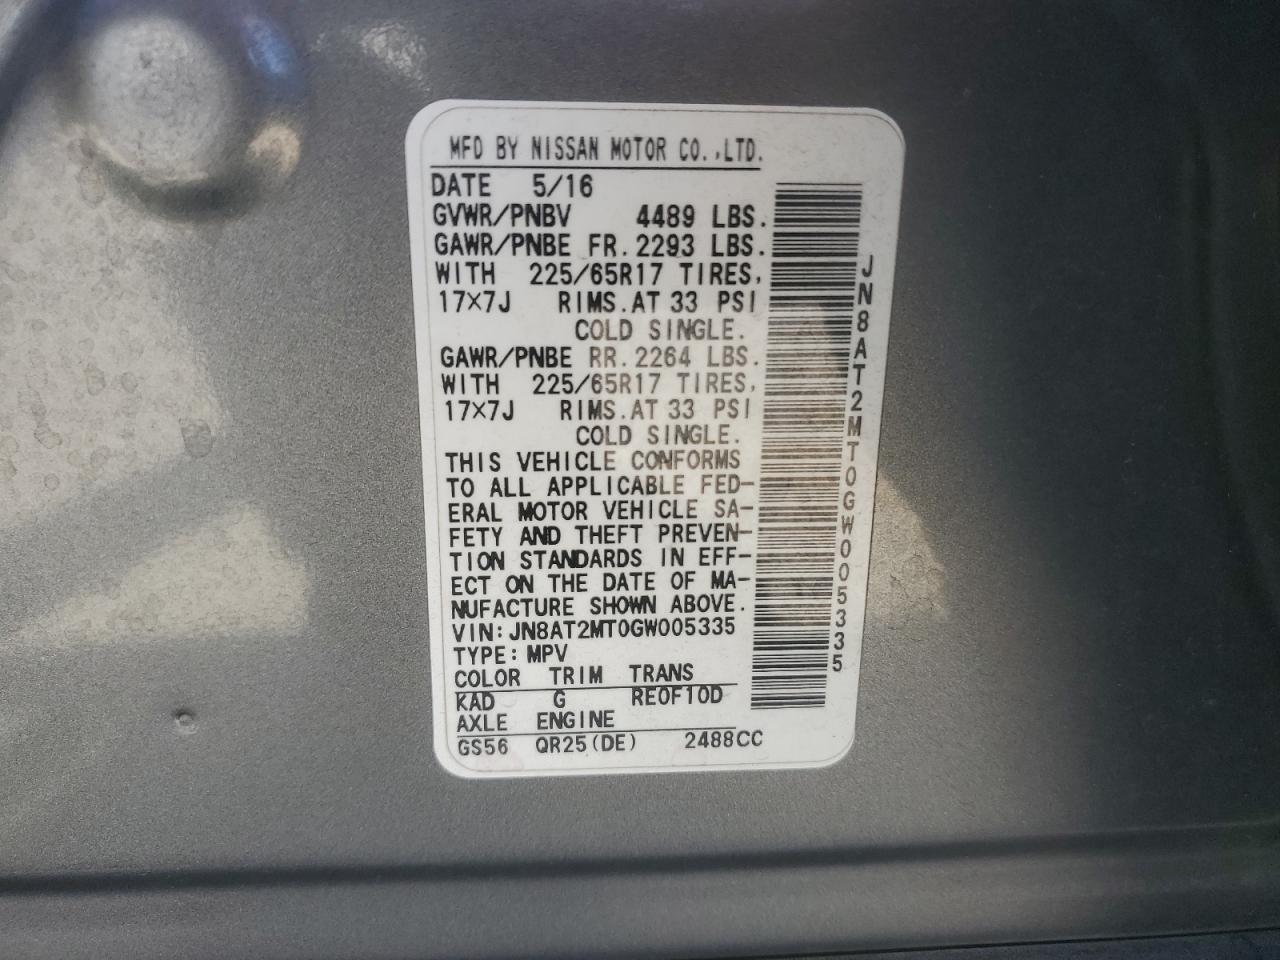 MFD BY NISSAN MOTOR CO.,LTD.
DATE 5/16
GVWR/PNBV 4489 LBS.
GAWR/PNBE FR. 2293 LBS.
WITH 225/65R17 TIRES,
17×7J RIMS.AT 33 PSI
COLD SINGLE.
GAWR/PNBE RR. 2264 LBS.
WITH 225/65R17 TIRES,
17×7J RIMS.AT 33 PSI
COLD SINGLE.
THIS VEHICLE CONFORMS
TO ALL APPLICABLE FED-
ERAL MOTOR VEHICLE SA-
FETY AND THEFT PREVEN-
TION STANDARDS IN EFF-
ECT ON THE DATE OF MA-
NUFACTURE SHOWN ABOVE.
VIN:JN8AT2MT0GW005335
TYPE:MPV
COLOR TRIM TRANS
KAD G RE0F10D
AXLE ENGINE
GS56 QR25(DE) 2488CC
JN8AT2MT0GW005335